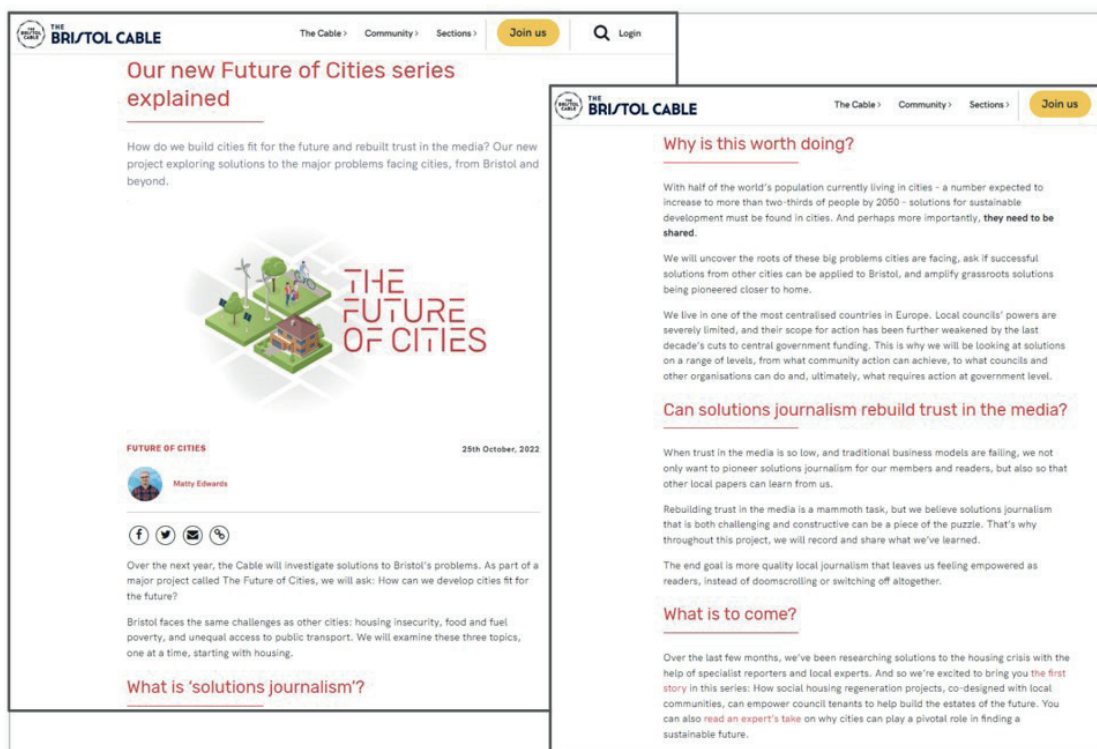 THE
BRISTOL CABLE
The Cable >
Community >
Sections >
Join us
Login
Our new Future of Cities series
explained
How do we build cities fit for the future and rebuilt trust in the media? Our new
project exploring solutions to the major problems facing cities, from Bristol and
beyond.
THE
FUTURE
OF CITIES
FUTURE OF CITIES
25th October, 2022
Matty Edwards
Over the next year, the Cable will investigate solutions to Bristol's problems. As part of a
major project called The Future of Cities, we will ask: How can we develop cities fit for
the future?
Bristol faces the same challenges as other cities: housing insecurity, food and fuel
poverty, and unequal access to public transport. We will examine these three topics,
one at a time, starting with housing.
What is ‘solutions journalism’?
THE
BRISTOL CABLE
The Cable >
Community >
Sections >
Join us
Why is this worth doing?
With half of the world's population currently living in cities – a number expected to
increase to more than two-thirds of people by 2050 – solutions for sustainable
development must be found in cities. And perhaps more importantly, they need to be
shared.
We will uncover the roots of these big problems cities are facing, ask if successful
solutions from other cities can be applied to Bristol, and amplify grassroots solutions
being pioneered closer to home.
We live in one of the most centralised countries in Europe. Local councils' powers are
severely limited, and their scope for action has been further weakened by the last
decade's cuts to central government funding. This is why we will be looking at solutions
on a range of levels, from what community action can achieve, to what councils and
other organisations can do and, ultimately, what requires action at government level.
Can solutions journalism rebuild trust in the media?
When trust in the media is so low, and traditional business models are failing, we not
only want to pioneer solutions journalism for our members and readers, but also so that
other local papers can learn from us.
Rebuilding trust in the media is a mammoth task, but we believe solutions journalism
that is both challenging and constructive can be a piece of the puzzle. That's why
throughout this project, we will record and share what we've learned.
The end goal is more quality local journalism that leaves us feeling empowered as
readers, instead of doomscrolling or switching off altogether.
What is to come?
Over the last few months, we've been researching solutions to the housing crisis with the
help of specialist reporters and local experts. And so we're excited to bring you the first
story in this series: How social housing regeneration projects, co-designed with local
communities, can empower council tenants to help build the estates of the future. You
can also read an expert's take on why cities can play a pivotal role in finding a
sustainable future.